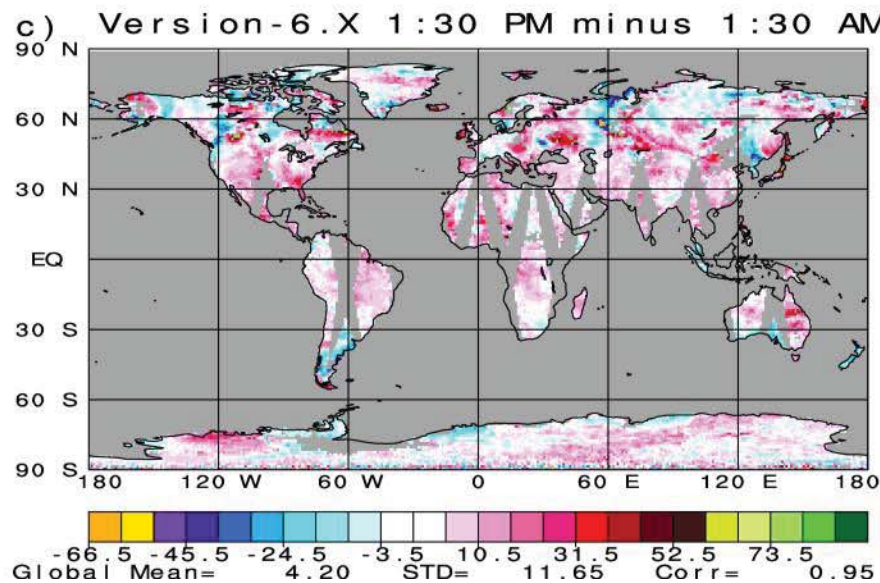 c) Version-6.X 1:30 PM minus 1:30 AM
90 N
60 N
30 N
EQ
30 S
60 S
90 S
180 120 W 60 W 0 60 E 120 E 180
-66.5 -45.5 -24.5 -3.5 10.5 31.5 52.5 73.5
Global Mean= 4.20 STD= 11.65 Corr= 0.95